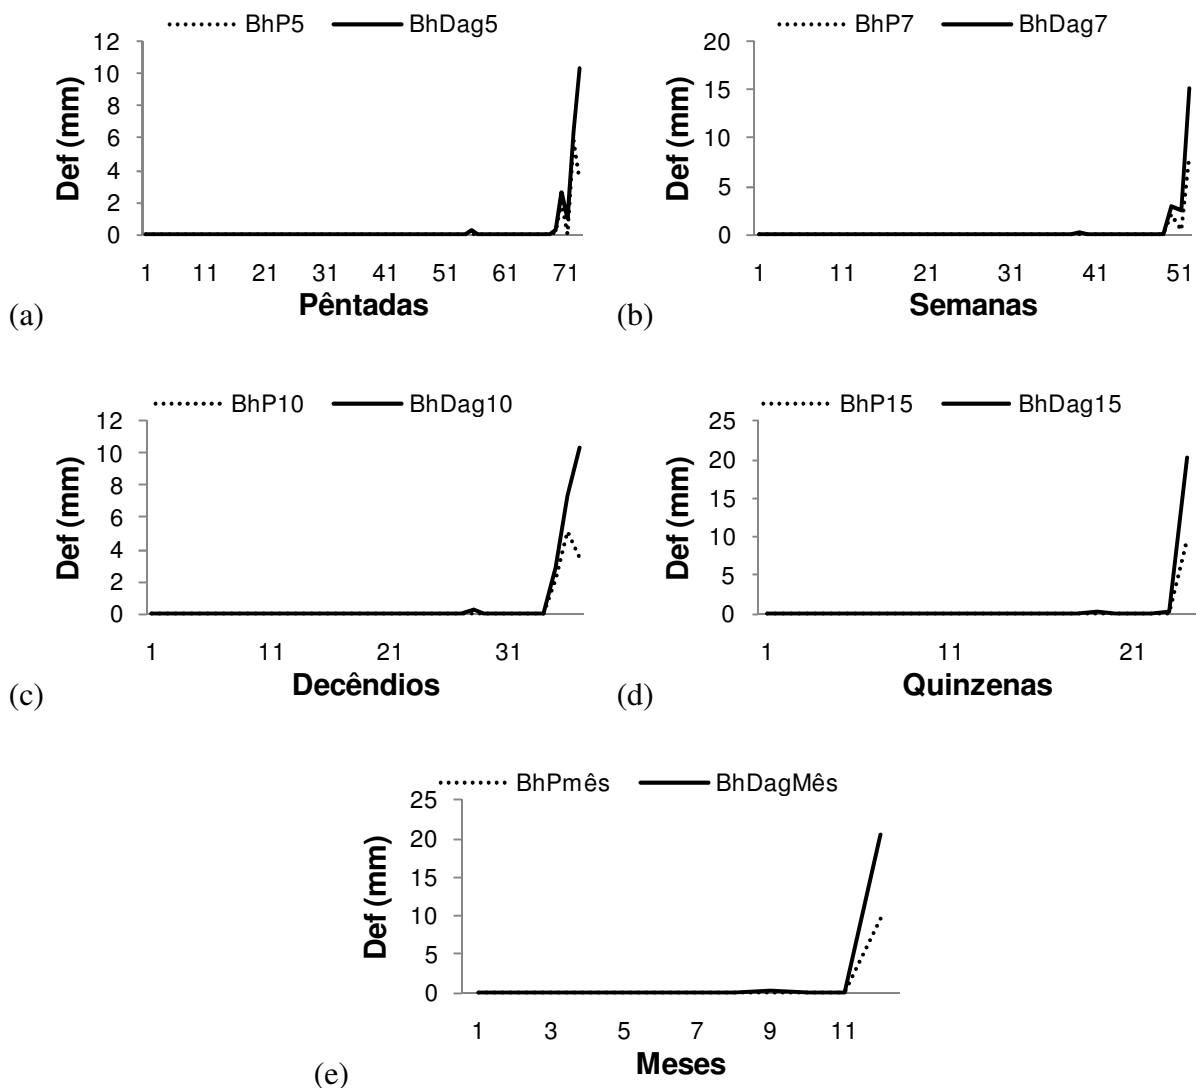 BhP5 BhDag5
12
10
8
6
4
2
0
Def (mm)
1 11 21 31 41 51 61 71
Pêntadas
(a)
BhP7 BhDag7
20
15
10
5
0
Def (mm)
1 11 21 31 41 51
Semanas
(b)
BhP10 BhDag10
12
10
8
6
4
2
0
Def (mm)
1 11 21 31
Decêndios
(c)
BhP15 BhDag15
25
20
15
10
5
0
Def (mm)
1 11 21
Quinzenas
(d)
BhPmês BhDagMês
25
20
15
10
5
0
Def (mm)
1 3 5 7 9 11
Meses
(e)